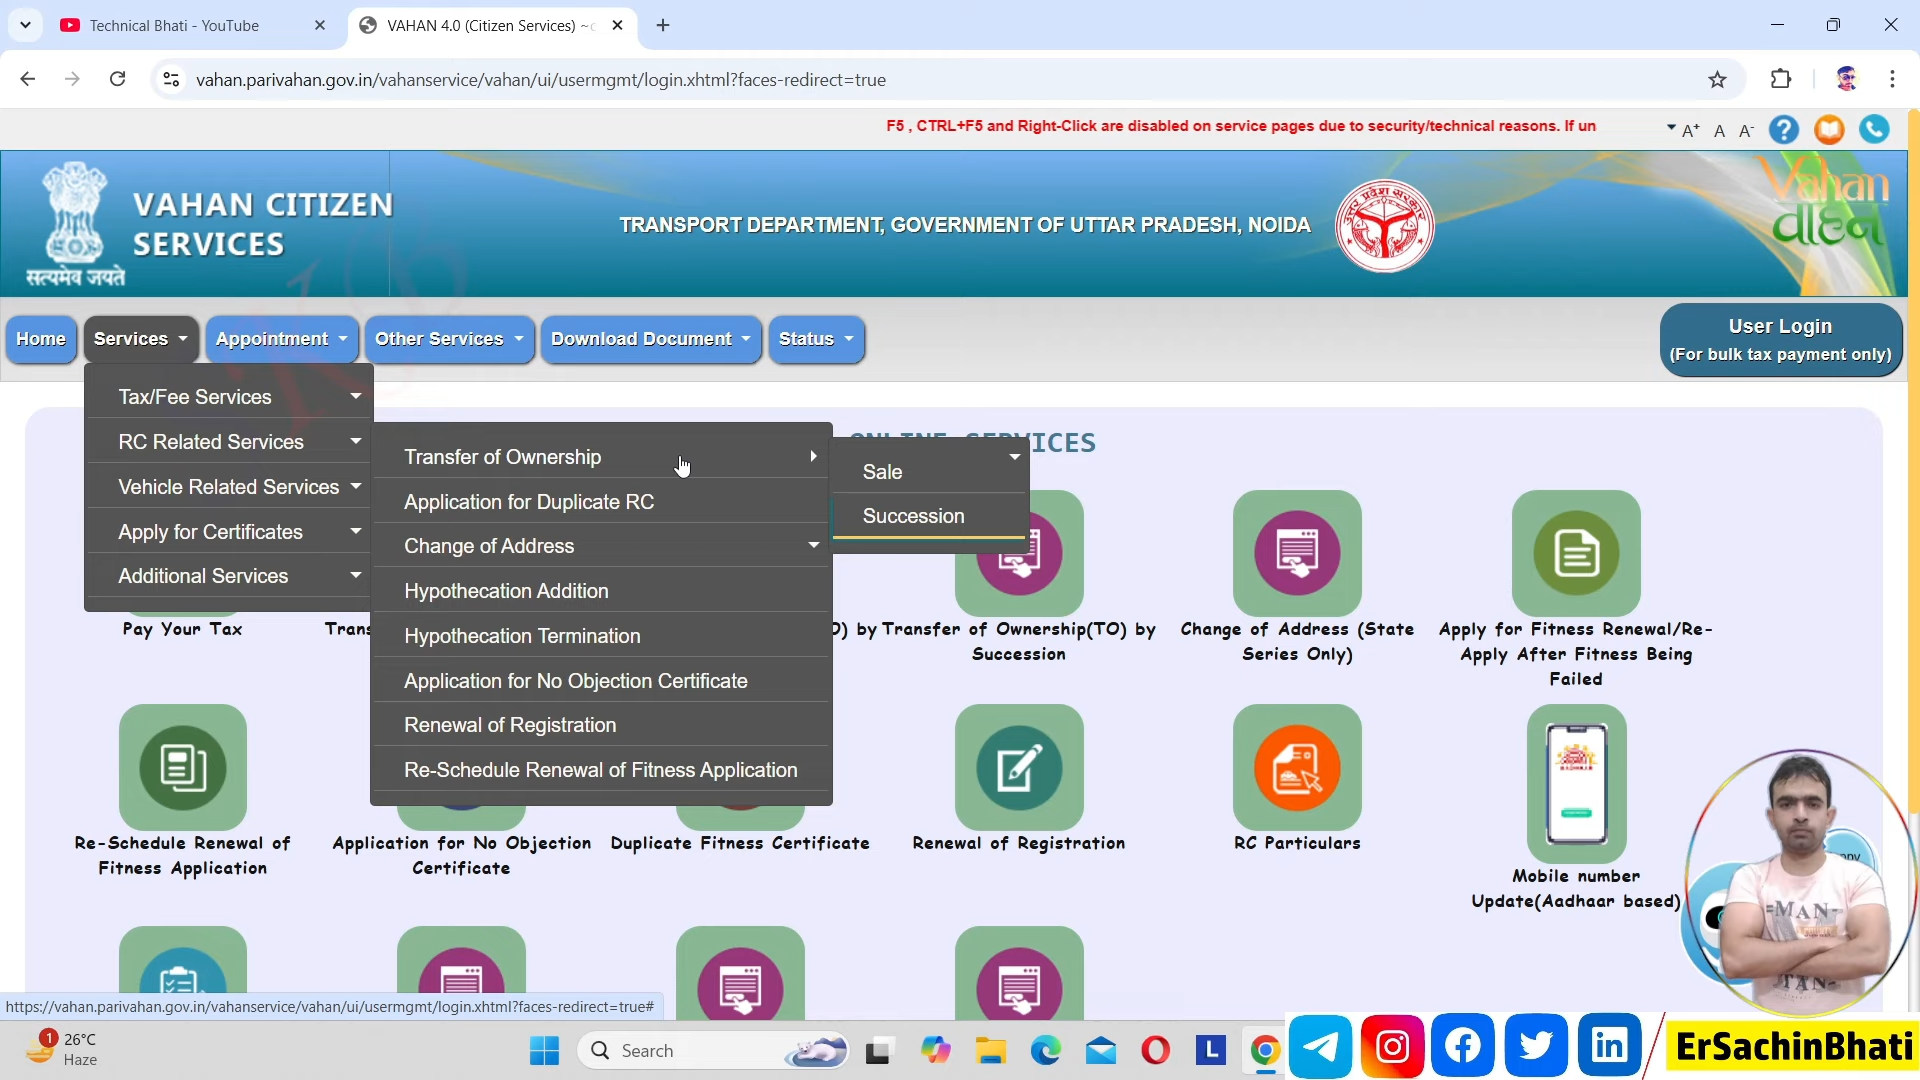 Technical Bhati - YouTube
VAHAN 4.0 (Citizen Services)
vahan.parivahan.gov.in/vahanservice/vahan/ui/usermgmt/login.xhtml?faces-redirect=true
F5 , CTRL+F5 and Right-Click are disabled on service pages due to security/technical reasons. If un
A+ A A-
VAHAN CITIZEN
SERVICES
सत्यमेव जयते
TRANSPORT DEPARTMENT, GOVERNMENT OF UTTAR PRADESH, NOIDA
Vahan
वाहन
Home
Services
Appointment
Other Services
Download Document
Status
User Login
(For bulk tax payment only)
Tax/Fee Services
RC Related Services
Vehicle Related Services
Apply for Certificates
Additional Services
Transfer of Ownership
Application for Duplicate RC
Change of Address
Hypothecation Addition
Hypothecation Termination
Application for No Objection Certificate
Renewal of Registration
Re-Schedule Renewal of Fitness Application
Sale
Succession
Pay Your Tax
by Transfer of Ownership(TO) by
Succession
Change of Address (State
Series Only)
Apply for Fitness Renewal/Re-
Apply After Fitness Being
Failed
Re-Schedule Renewal of
Fitness Application
Application for No Objection
Certificate
Duplicate Fitness Certificate
Renewal of Registration
RC Particulars
Mobile number
Update(Aadhaar based)
MAN
https://vahan.parivahan.gov.in/vahanservice/vahan/ui/usermgmt/login.xhtml?faces-redirect=true#
1
26°C
Haze
Search
L
in
ErSachinBhati